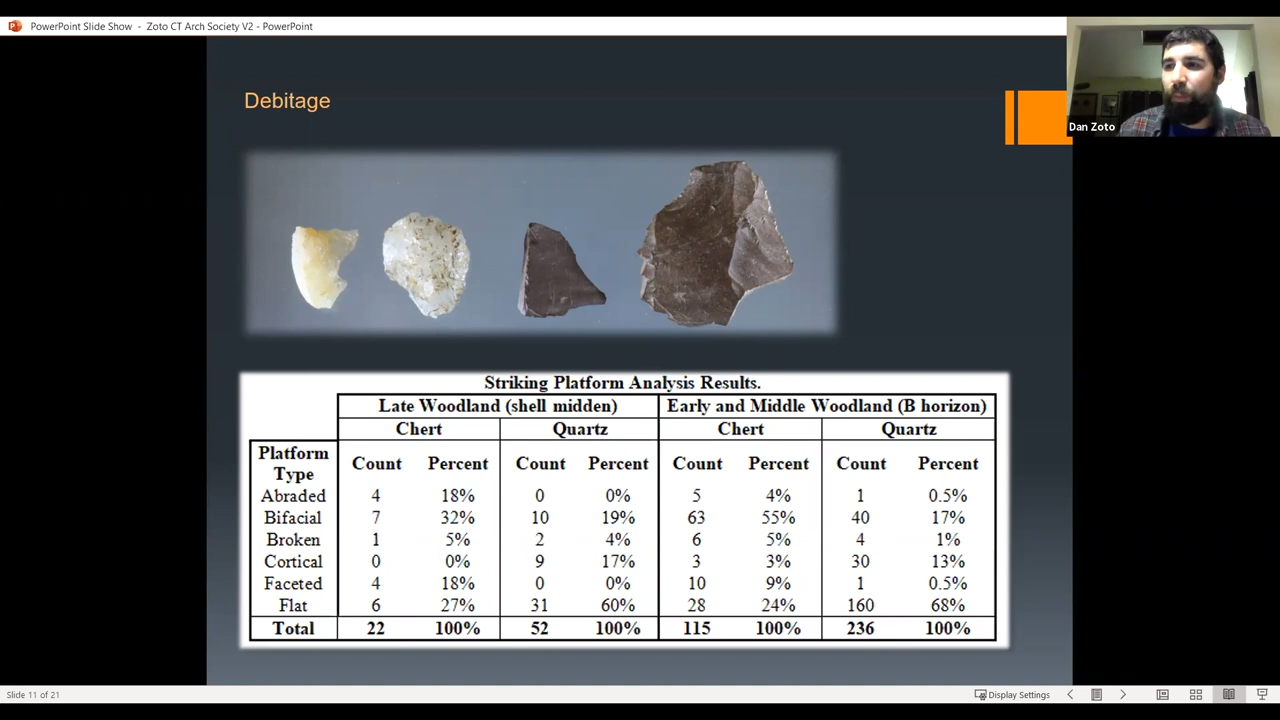 PowerPoint Slide Show - Zoto CT Arch Society V2 - PowerPoint
Dan Zoto
Debitage
Striking Platform Analysis Results.
Late Woodland (shell midden) Early and Middle Woodland (B horizon)
Chert Quartz Chert Quartz
Platform Type Count Percent Count Percent Count Percent Count Percent
Abraded 4 18% 0 0% 5 4% 1 0.5%
Bifacial 7 32% 10 19% 63 55% 40 17%
Broken 1 5% 2 4% 6 5% 4 1%
Cortical 0 0% 9 17% 3 3% 30 13%
Faceted 4 18% 0 0% 10 9% 1 0.5%
Flat 6 27% 31 60% 28 24% 160 68%
Total 22 100% 52 100% 115 100% 236 100%
Slide 11 of 21
Display Settings